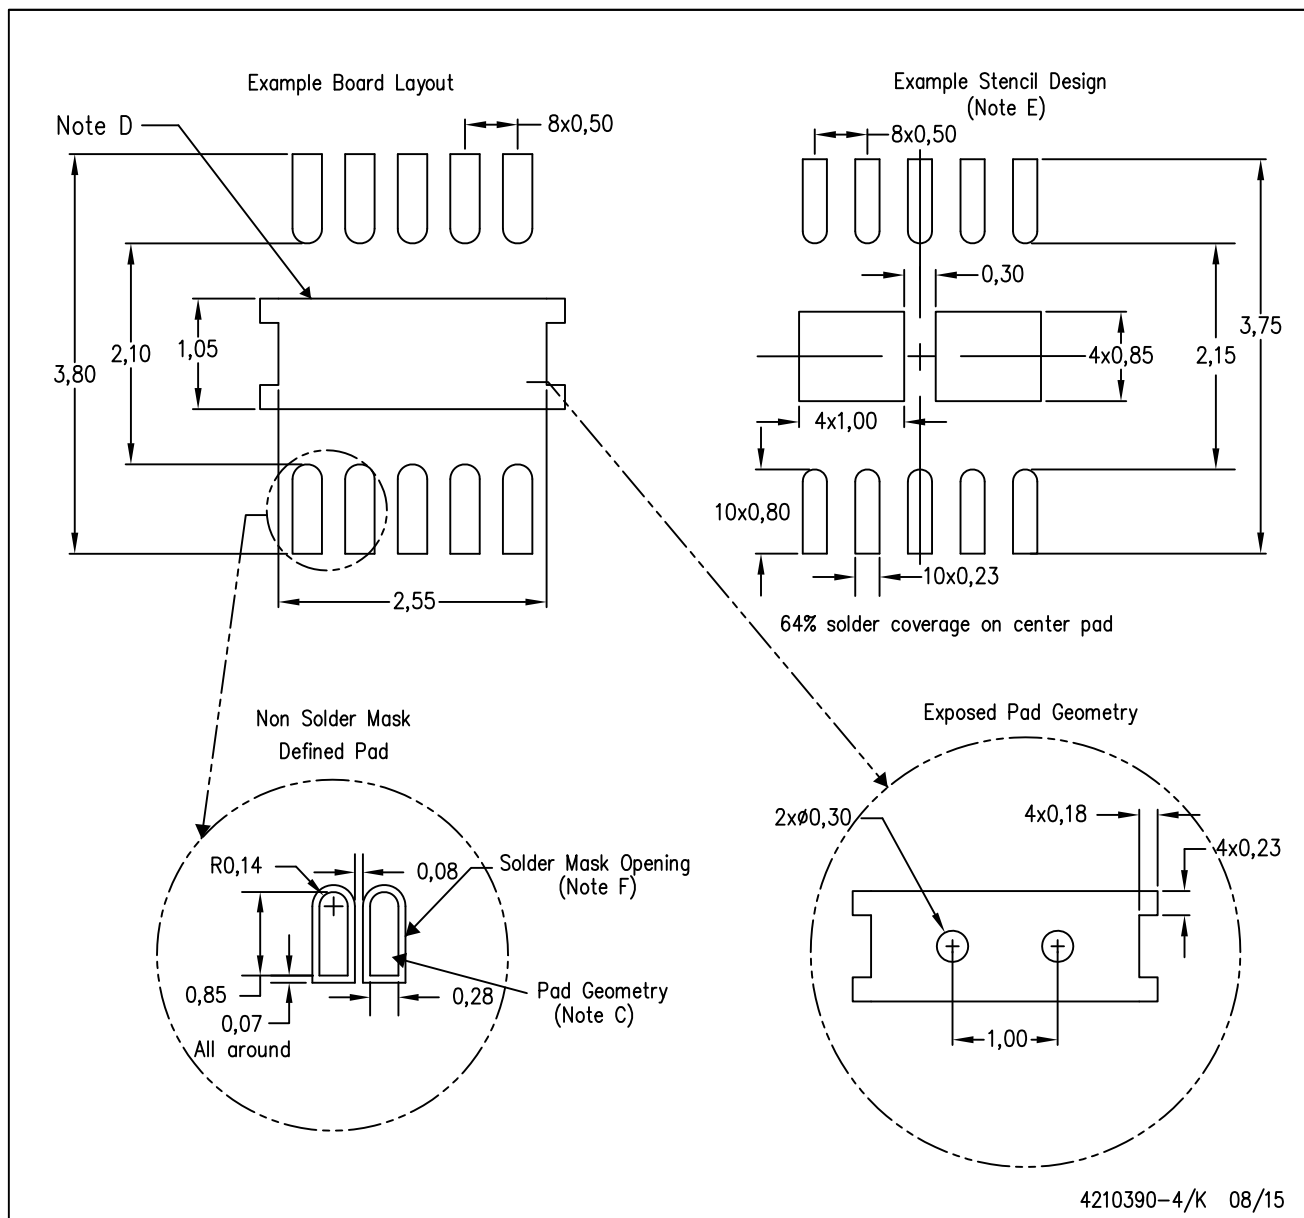 Example Board Layout
Note D
8x0,50
3,80
2,10
1,05
2,55
Example Stencil Design
(Note E)
8x0,50
0,30
3,75
2,15
4x0,85
4x1,00
10x0,80
10x0,23
64% solder coverage on center pad
Non Solder Mask
Defined Pad
R0,14
0,08
Solder Mask Opening
(Note F)
0,85
0,28
0,07
All around
Pad Geometry
(Note C)
Exposed Pad Geometry
2xø0,30
4x0,18
4x0,23
1,00
4210390-4/K 08/15